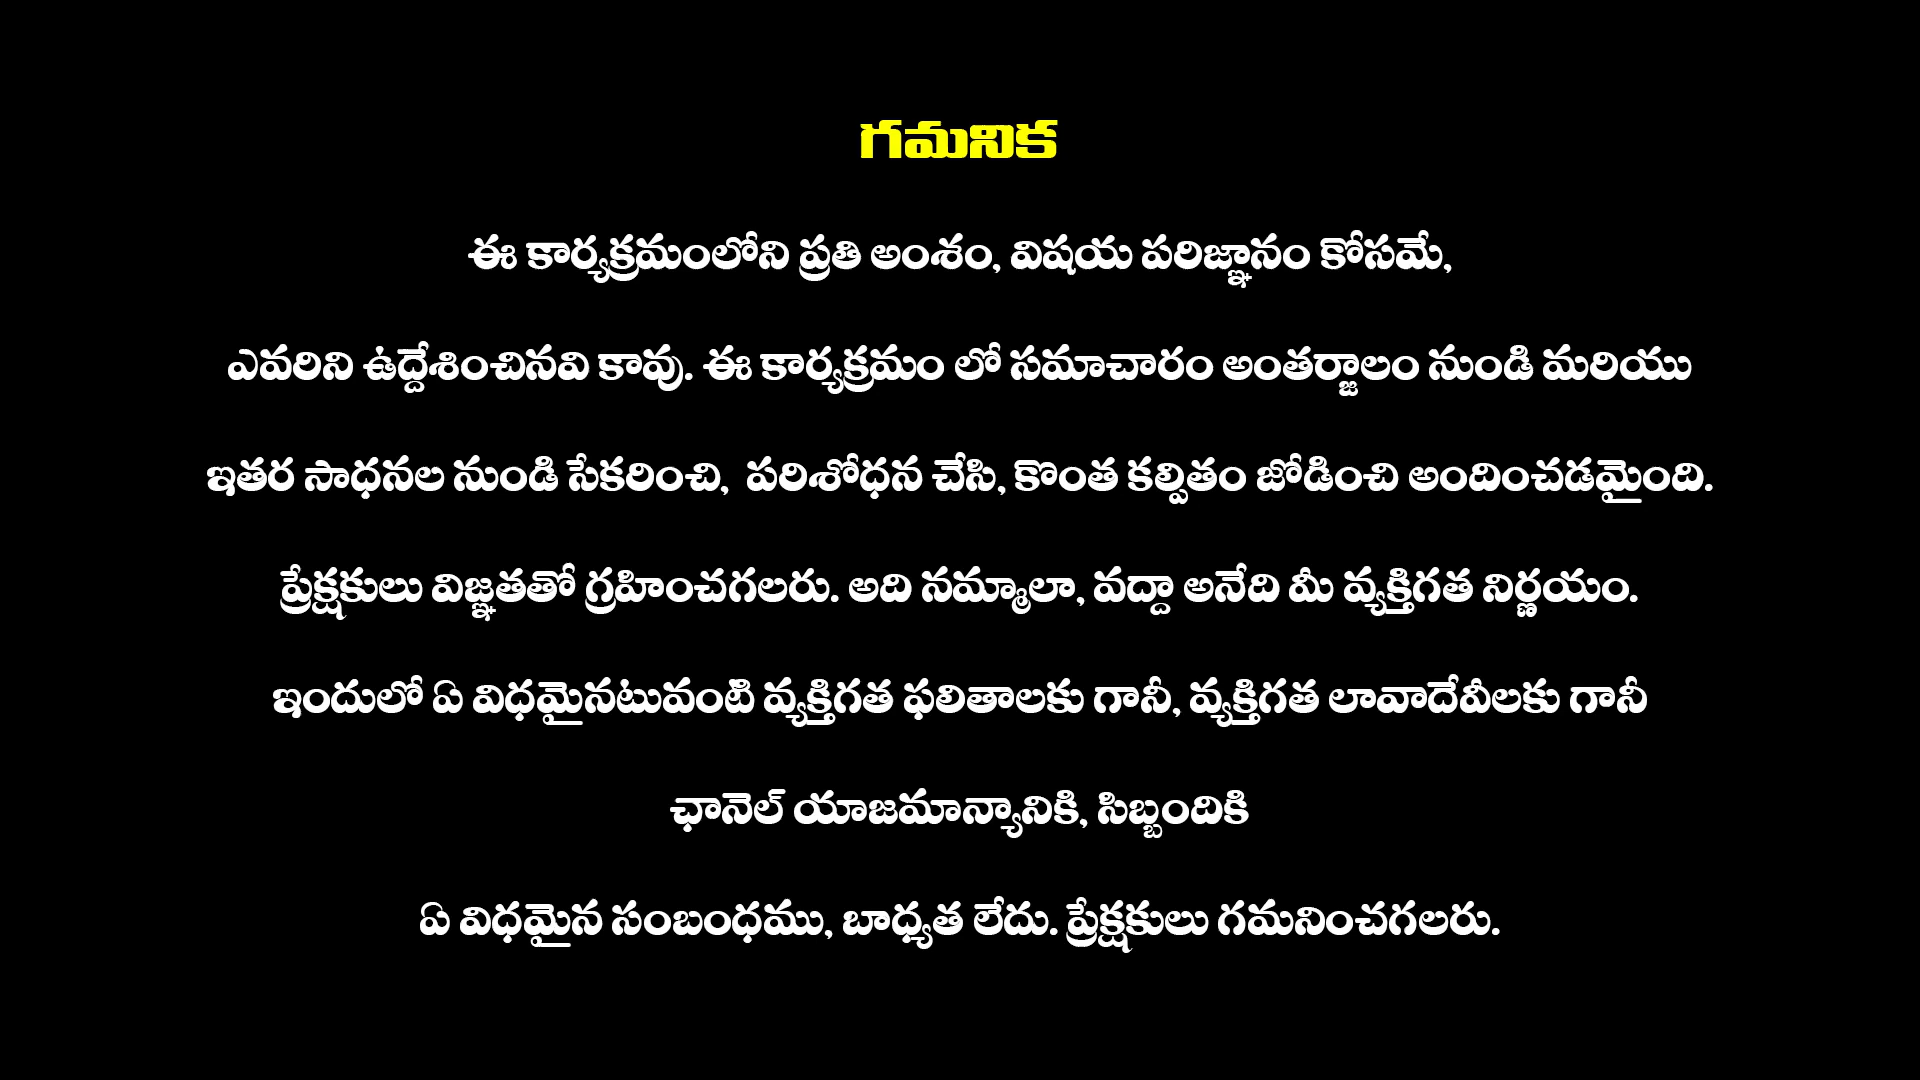 గమనిక
ఈ కార్యక్రమంలోని ప్రతి అంశం, విషయ పరిజ్ఞానం కోసమే,
ఎవరిని ఉద్దేశించినవి కావు. ఈ కార్యక్రమం లో సమాచారం అంతర్జాలం నుండి మరియు
ఇతర సాధనల నుండి సేకరించి, పరిశోధన చేసి, కొంత కల్పితం జోడించి అందించడమైంది.
ప్రేక్షకులు విజ్ఞతతో గ్రహించగలరు. అది నమ్మాలా, వద్దా అనేది మీ వ్యక్తిగత నిర్ణయం.
ఇందులో ఏ విధమైనటువంటి వ్యక్తిగత ఫలితాలకు గానీ, వ్యక్తిగత లావాదేవీలకు గానీ
ఛానెల్ యాజమాన్యానికి, సిబ్బందికి
ఏ విధమైన సంబంధము, బాధ్యత లేదు. ప్రేక్షకులు గమనించగలరు.